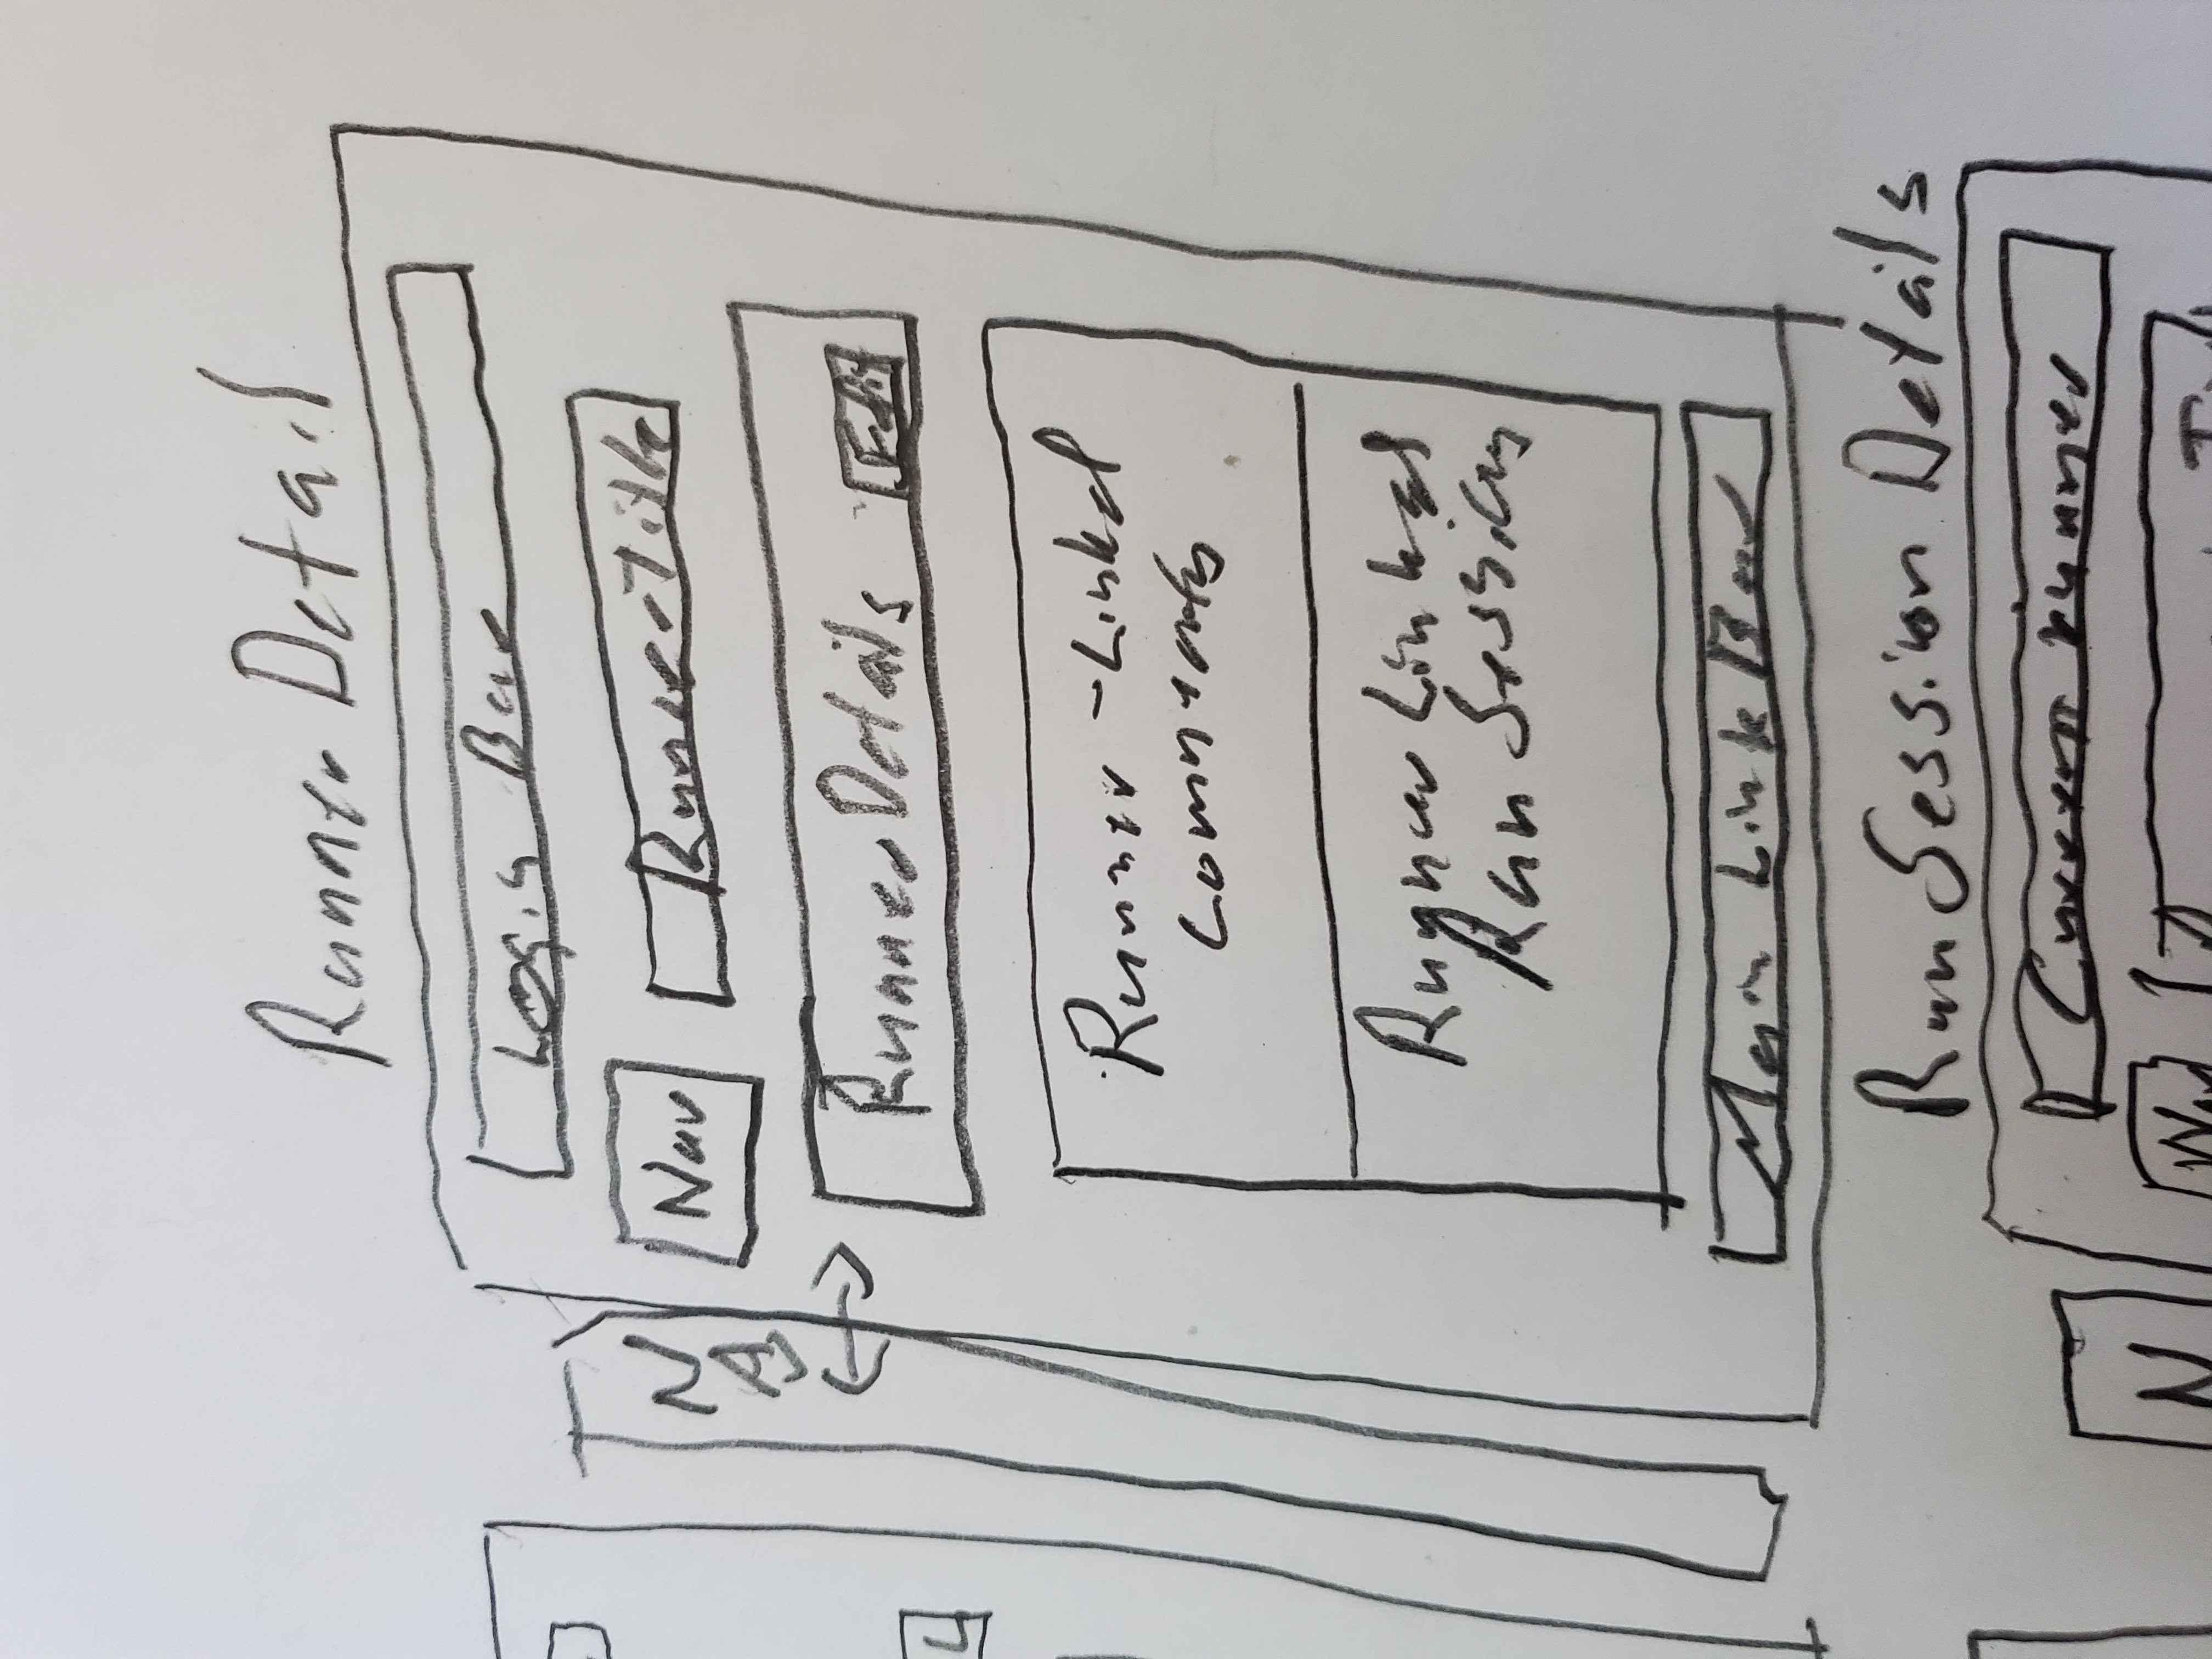 Runner Detail
Login Bar
NAV
Nav
Runner-Title
Runner Details
Edit
Runner-Linked
Comments
Runner Linked
Run Sessions
Main Link Bar
Run Session Details
Current Runner
N
Nav